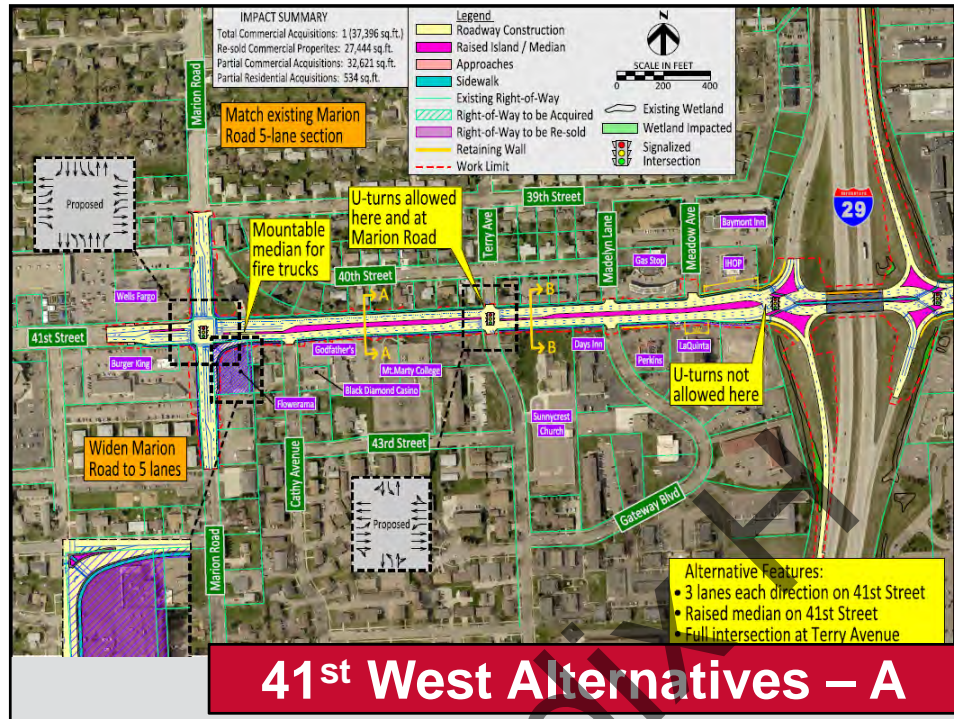 IMPACT SUMMARY
Total Commercial Acquisitions: 1 (37,396 sq.ft.)
Re-sold Commercial Properites: 27,444 sq.ft.
Partial Commercial Acquisitions: 32,621 sq.ft.
Partial Residential Acquisitions: 534 sq.ft.
Legend
Roadway Construction
Raised Island / Median
Approaches
Sidewalk
Existing Right-of-Way
Right-of-Way to be Acquired
Right-of-Way to be Re-sold
Retaining Wall
Work Limit
N
SCALE IN FEET
0 200 400
Existing Wetland
Wetland Impacted
Signalized
Intersection
Marion Road
Match existing Marion
Road 5-lane section
Proposed
39th Street
U-turns allowed
here and at
Marion Road
Terry Ave
Madelyn Lane
Meadow Ave
Baymont Inn
INTERSTATE
29
Mountable
median for
fire trucks
40th Street
Gas Stop
IHOP
Wells Fargo
A
B
41st Street
Burger King
Godfather's
A
Mt.Marty College
B
Days Inn
Perkins
LaQuinta
U-turns not
allowed here
Black Diamond Casino
Flowerama
Sunnycrest
Church
Widen Marion
Road to 5 lanes
Cathy Avenue
43rd Street
Proposed
Gateway Blvd
Marion Road
Alternative Features:
• 3 lanes each direction on 41st Street
• Raised median on 41st Street
• Full intersection at Terry Avenue
41st West Alternatives – A